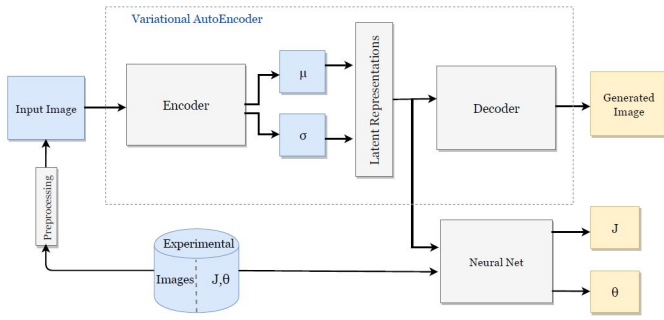 Variational AutoEncoder
Input Image
Encoder
μ
σ
Latent Representations
Decoder
Generated
Image
Preprocessing
Experimental
Images
J,θ
Neural Net
J
θ